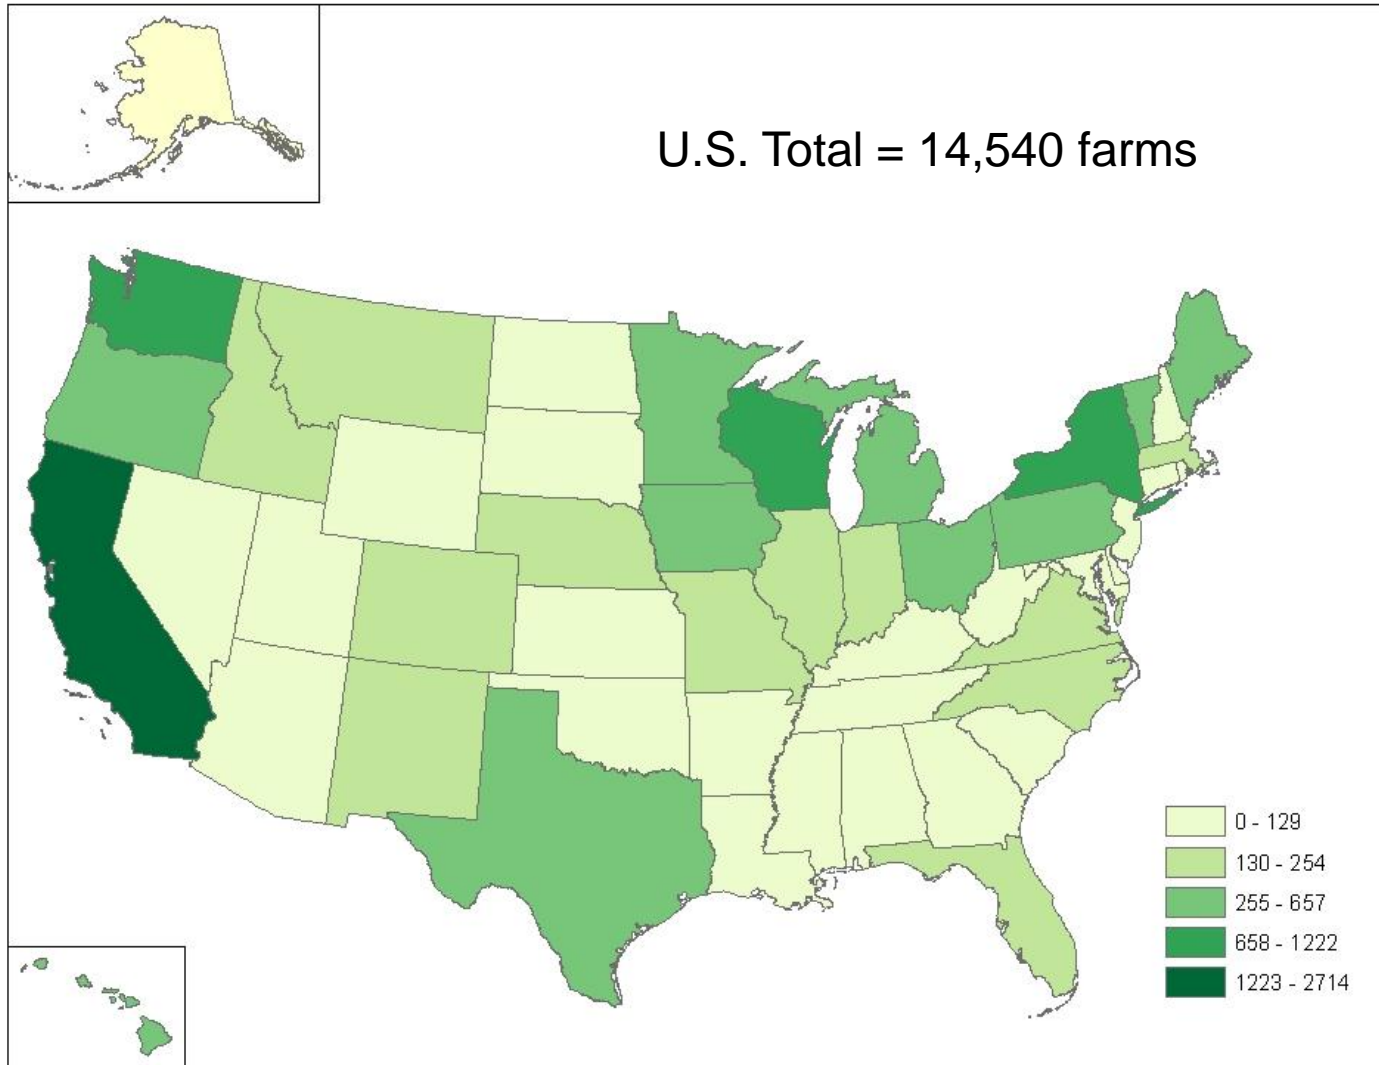 U.S. Total = 14,540 farms
0 - 129
130 - 254
255 - 657
658 - 1222
1223 - 2714